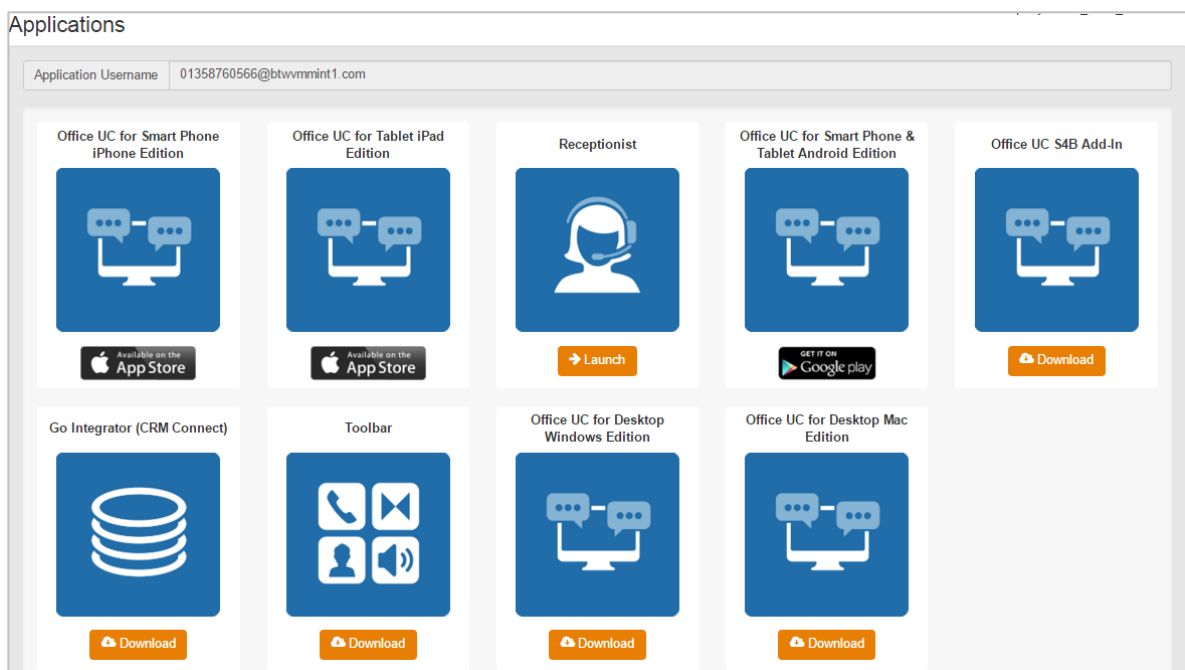 Applications
Application Username 01358760566@btwvmmint1.com
Office UC for Smart Phone
iPhone Edition
Available on the
App Store
Office UC for Tablet iPad
Edition
Available on the
App Store
Receptionist
Launch
Office UC for Smart Phone &
Tablet Android Edition
GET IT ON
Google play
Office UC S4B Add-In
Download
Go Integrator (CRM Connect)
Download
Toolbar
Download
Office UC for Desktop
Windows Edition
Download
Office UC for Desktop Mac
Edition
Download